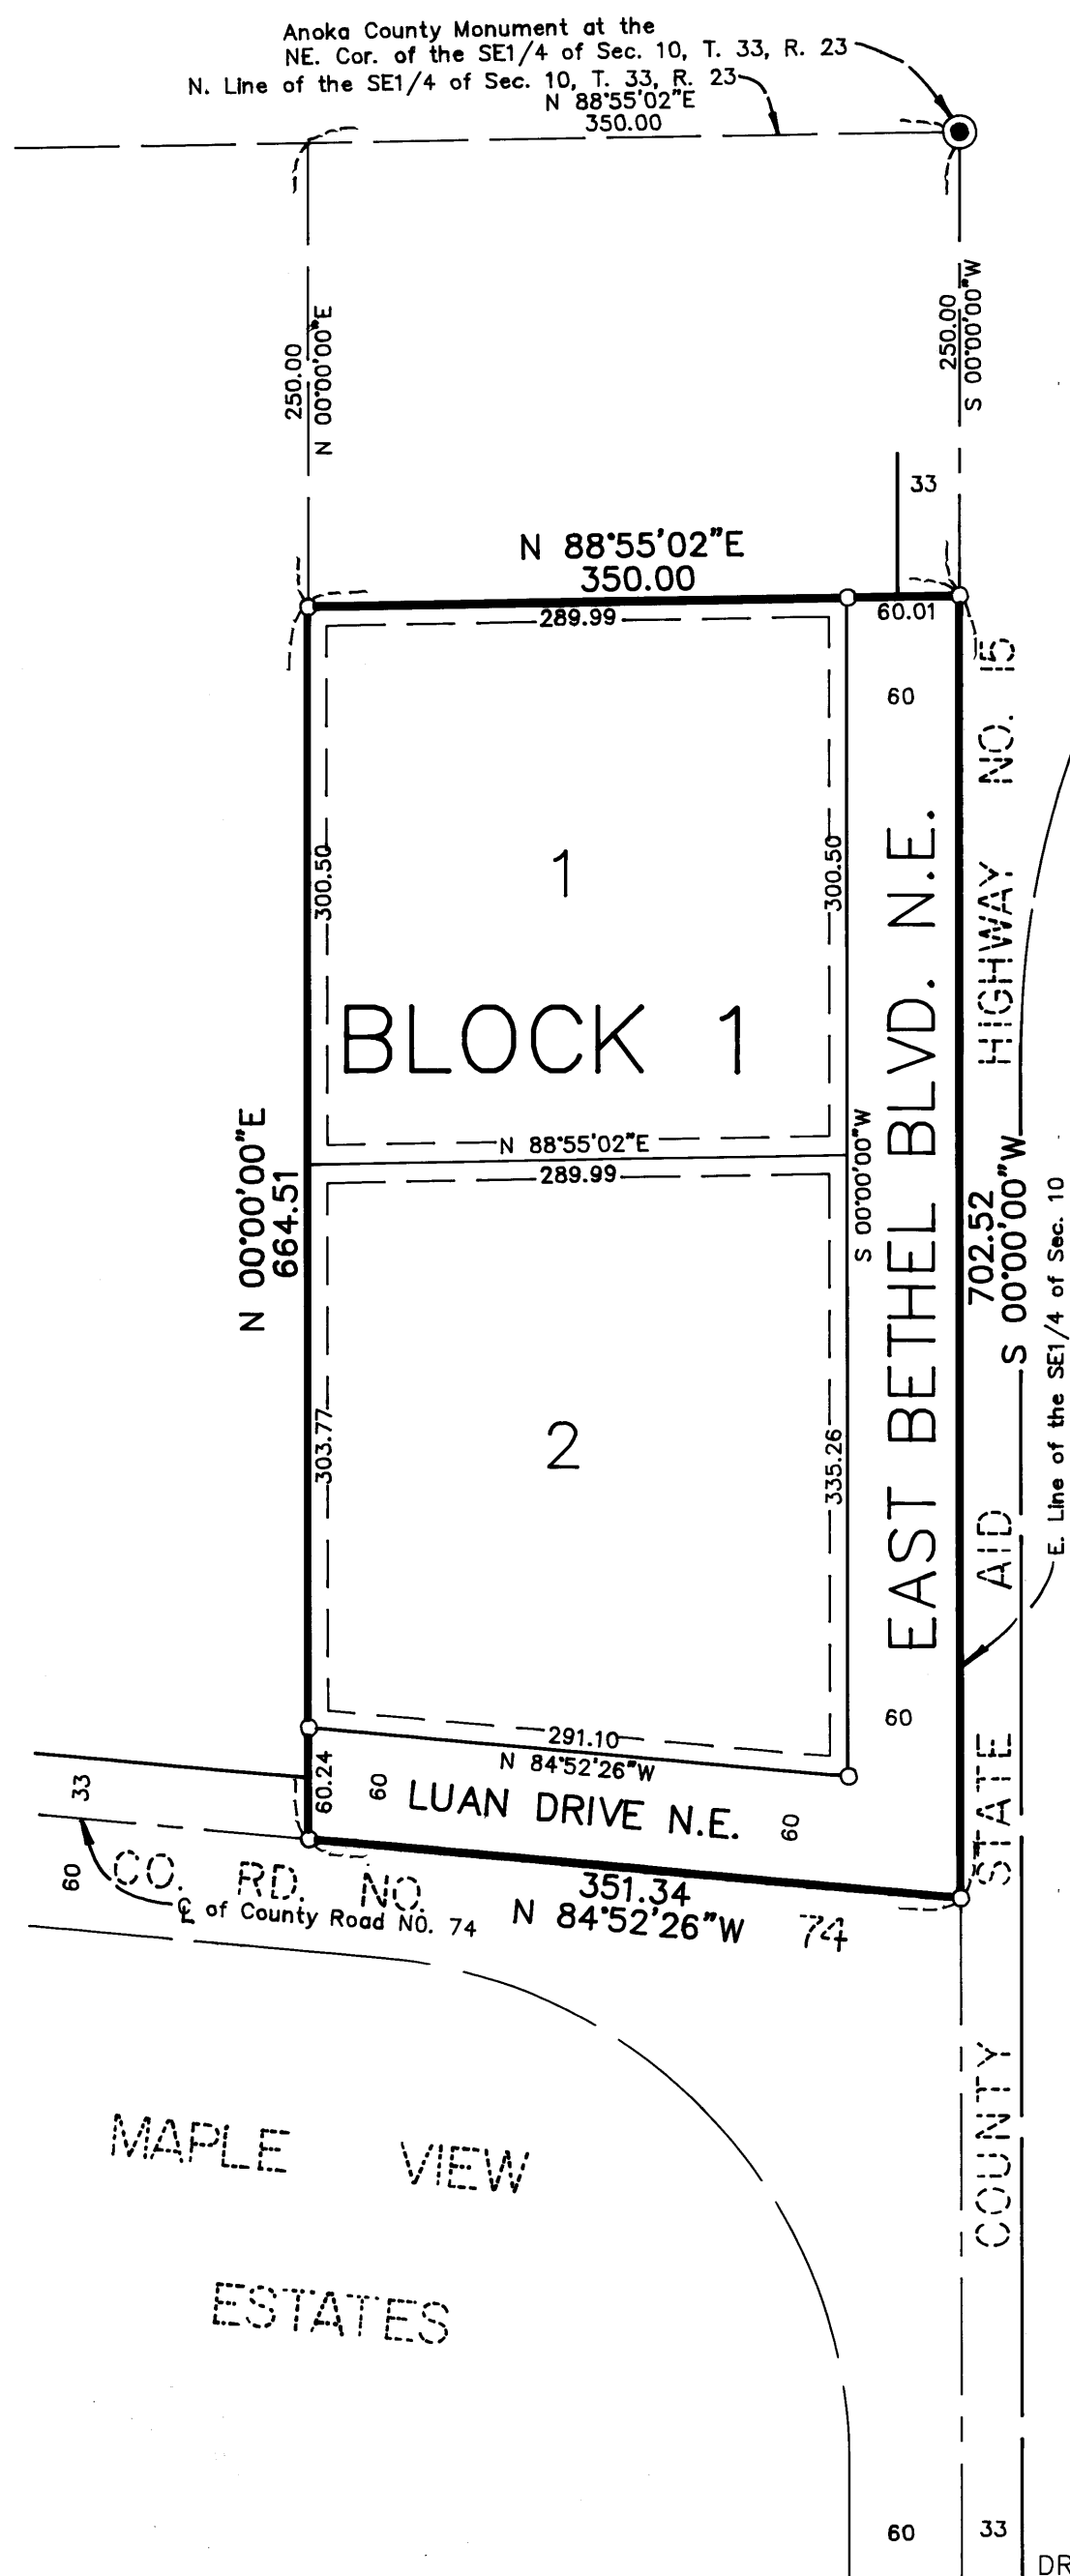 Anoka County Monument at the
NE. Cor. of the SE1/4 of Sec. 10, T. 33, R. 23
N. Line of the SE1/4 of Sec. 10, T. 33, R. 23
N 88°55'02"E
350.00
250.00
N 00°00'00"E
250.00
S 00°00'00"W
33
N 88°55'02"E
350.00
289.99
60.01
60
300.50
1
300.50
BLOCK 1
N 88°55'02"E
289.99
N 00°00'00"E
664.51
S 00°00'00"W
EAST BETHEL BLVD. N.E.
702.52
S 00°00'00"W
COUNTY STATE AID HIGHWAY NO. 15
E. Line of the SE1/4 of Sec. 10
303.77
2
335.26
60
291.10
N 84°52'26"W
60.24
60
LUAN DRIVE N.E.
60
33
60
CO. RD. NO. 74
℄ of County Road NO. 74
351.34
N 84°52'26"W
MAPLE VIEW
ESTATES
60
33
DR